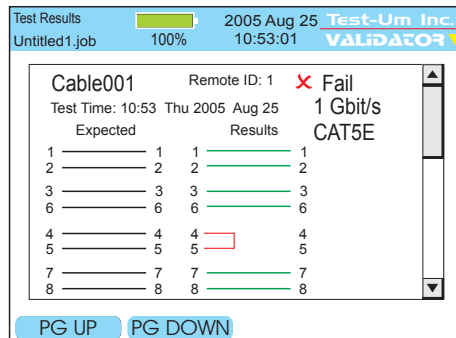 Test Results 2005 Aug 25 Test-Um Inc.
Untitled1.job 100% 10:53:01 VALIDATOR
Cable001 Remote ID: 1 ✗ Fail
Test Time: 10:53 Thu 2005 Aug 25 1 Gbit/s
Expected Results CAT5E
1 1 1 1
2 2 2 2
3 3 3 3
6 6 6 6
4 4 4 4
5 5 5 5
7 7 7 7
8 8 8 8
PG UP PG DOWN